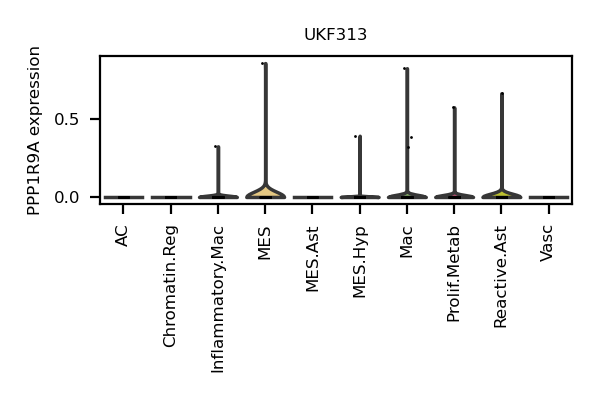 UKF313
PPP1R9A expression
0.5
0.0
AC
Chromatin.Reg
Inflammatory.Mac
MES
MES.Ast
MES.Hyp
Mac
Prolif.Metab
Reactive.Ast
Vasc